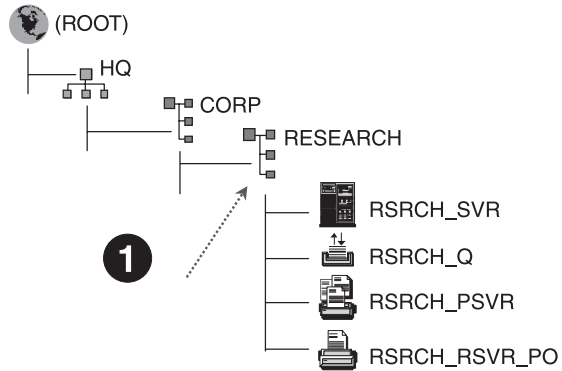 (ROOT)
HQ
CORP
RESEARCH
RSRCH_SVR
1
RSRCH_Q
RSRCH_PSVR
RSRCH_RSVR_PO